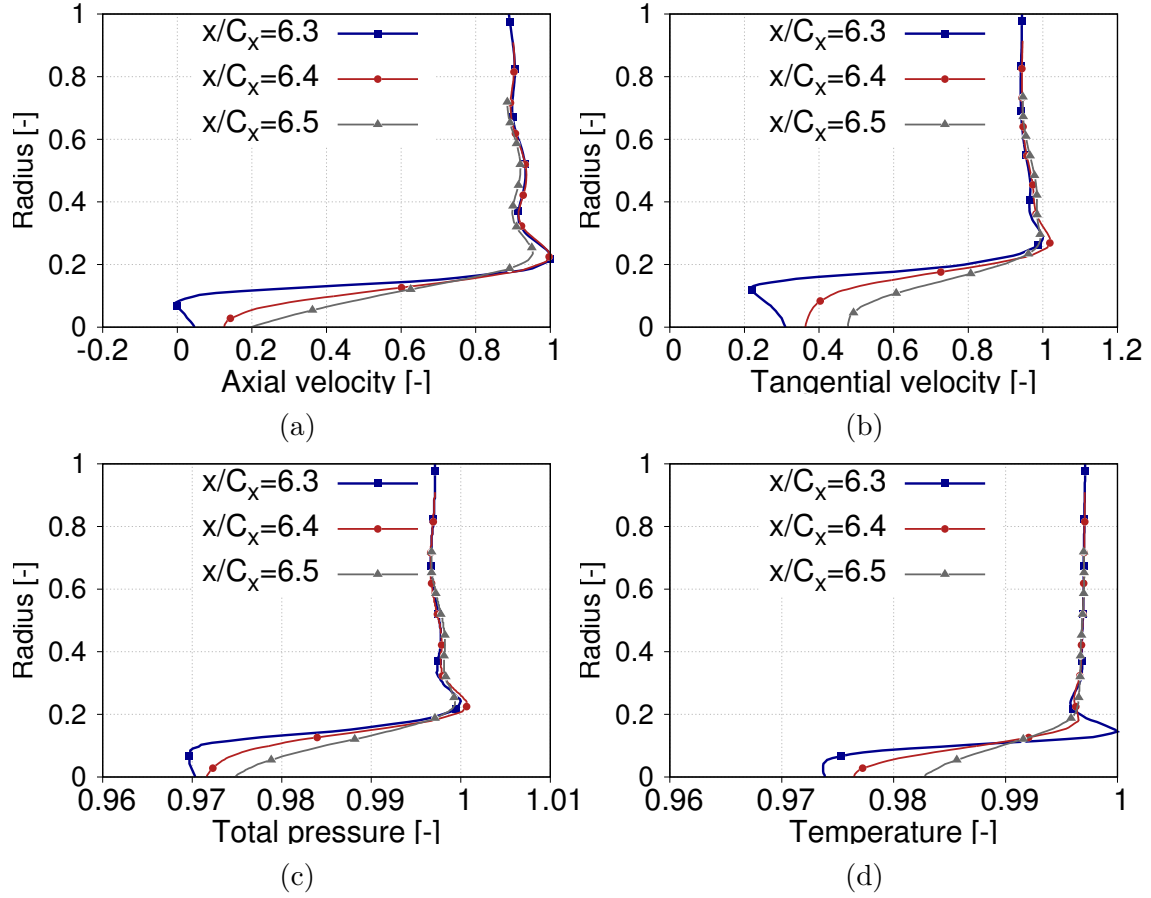 1
x/Cx=6.3
0.8
x/Cx=6.4
x/Cx=6.5
0.6
Radius [-]
0.4
0.2
0
-0.2 0 0.2 0.4 0.6 0.8 1
Axial velocity [-]
(a)
1
x/Cx=6.3
0.8
x/Cx=6.4
x/Cx=6.5
0.6
Radius [-]
0.4
0.2
0
0 0.2 0.4 0.6 0.8 1 1.2
Tangential velocity [-]
(b)
1
x/Cx=6.3
0.8
x/Cx=6.4
x/Cx=6.5
0.6
Radius [-]
0.4
0.2
0
0.96 0.97 0.98 0.99 1 1.01
Total pressure [-]
(c)
1
x/Cx=6.3
0.8
x/Cx=6.4
x/Cx=6.5
0.6
Radius [-]
0.4
0.2
0
0.96 0.97 0.98 0.99 1
Temperature [-]
(d)